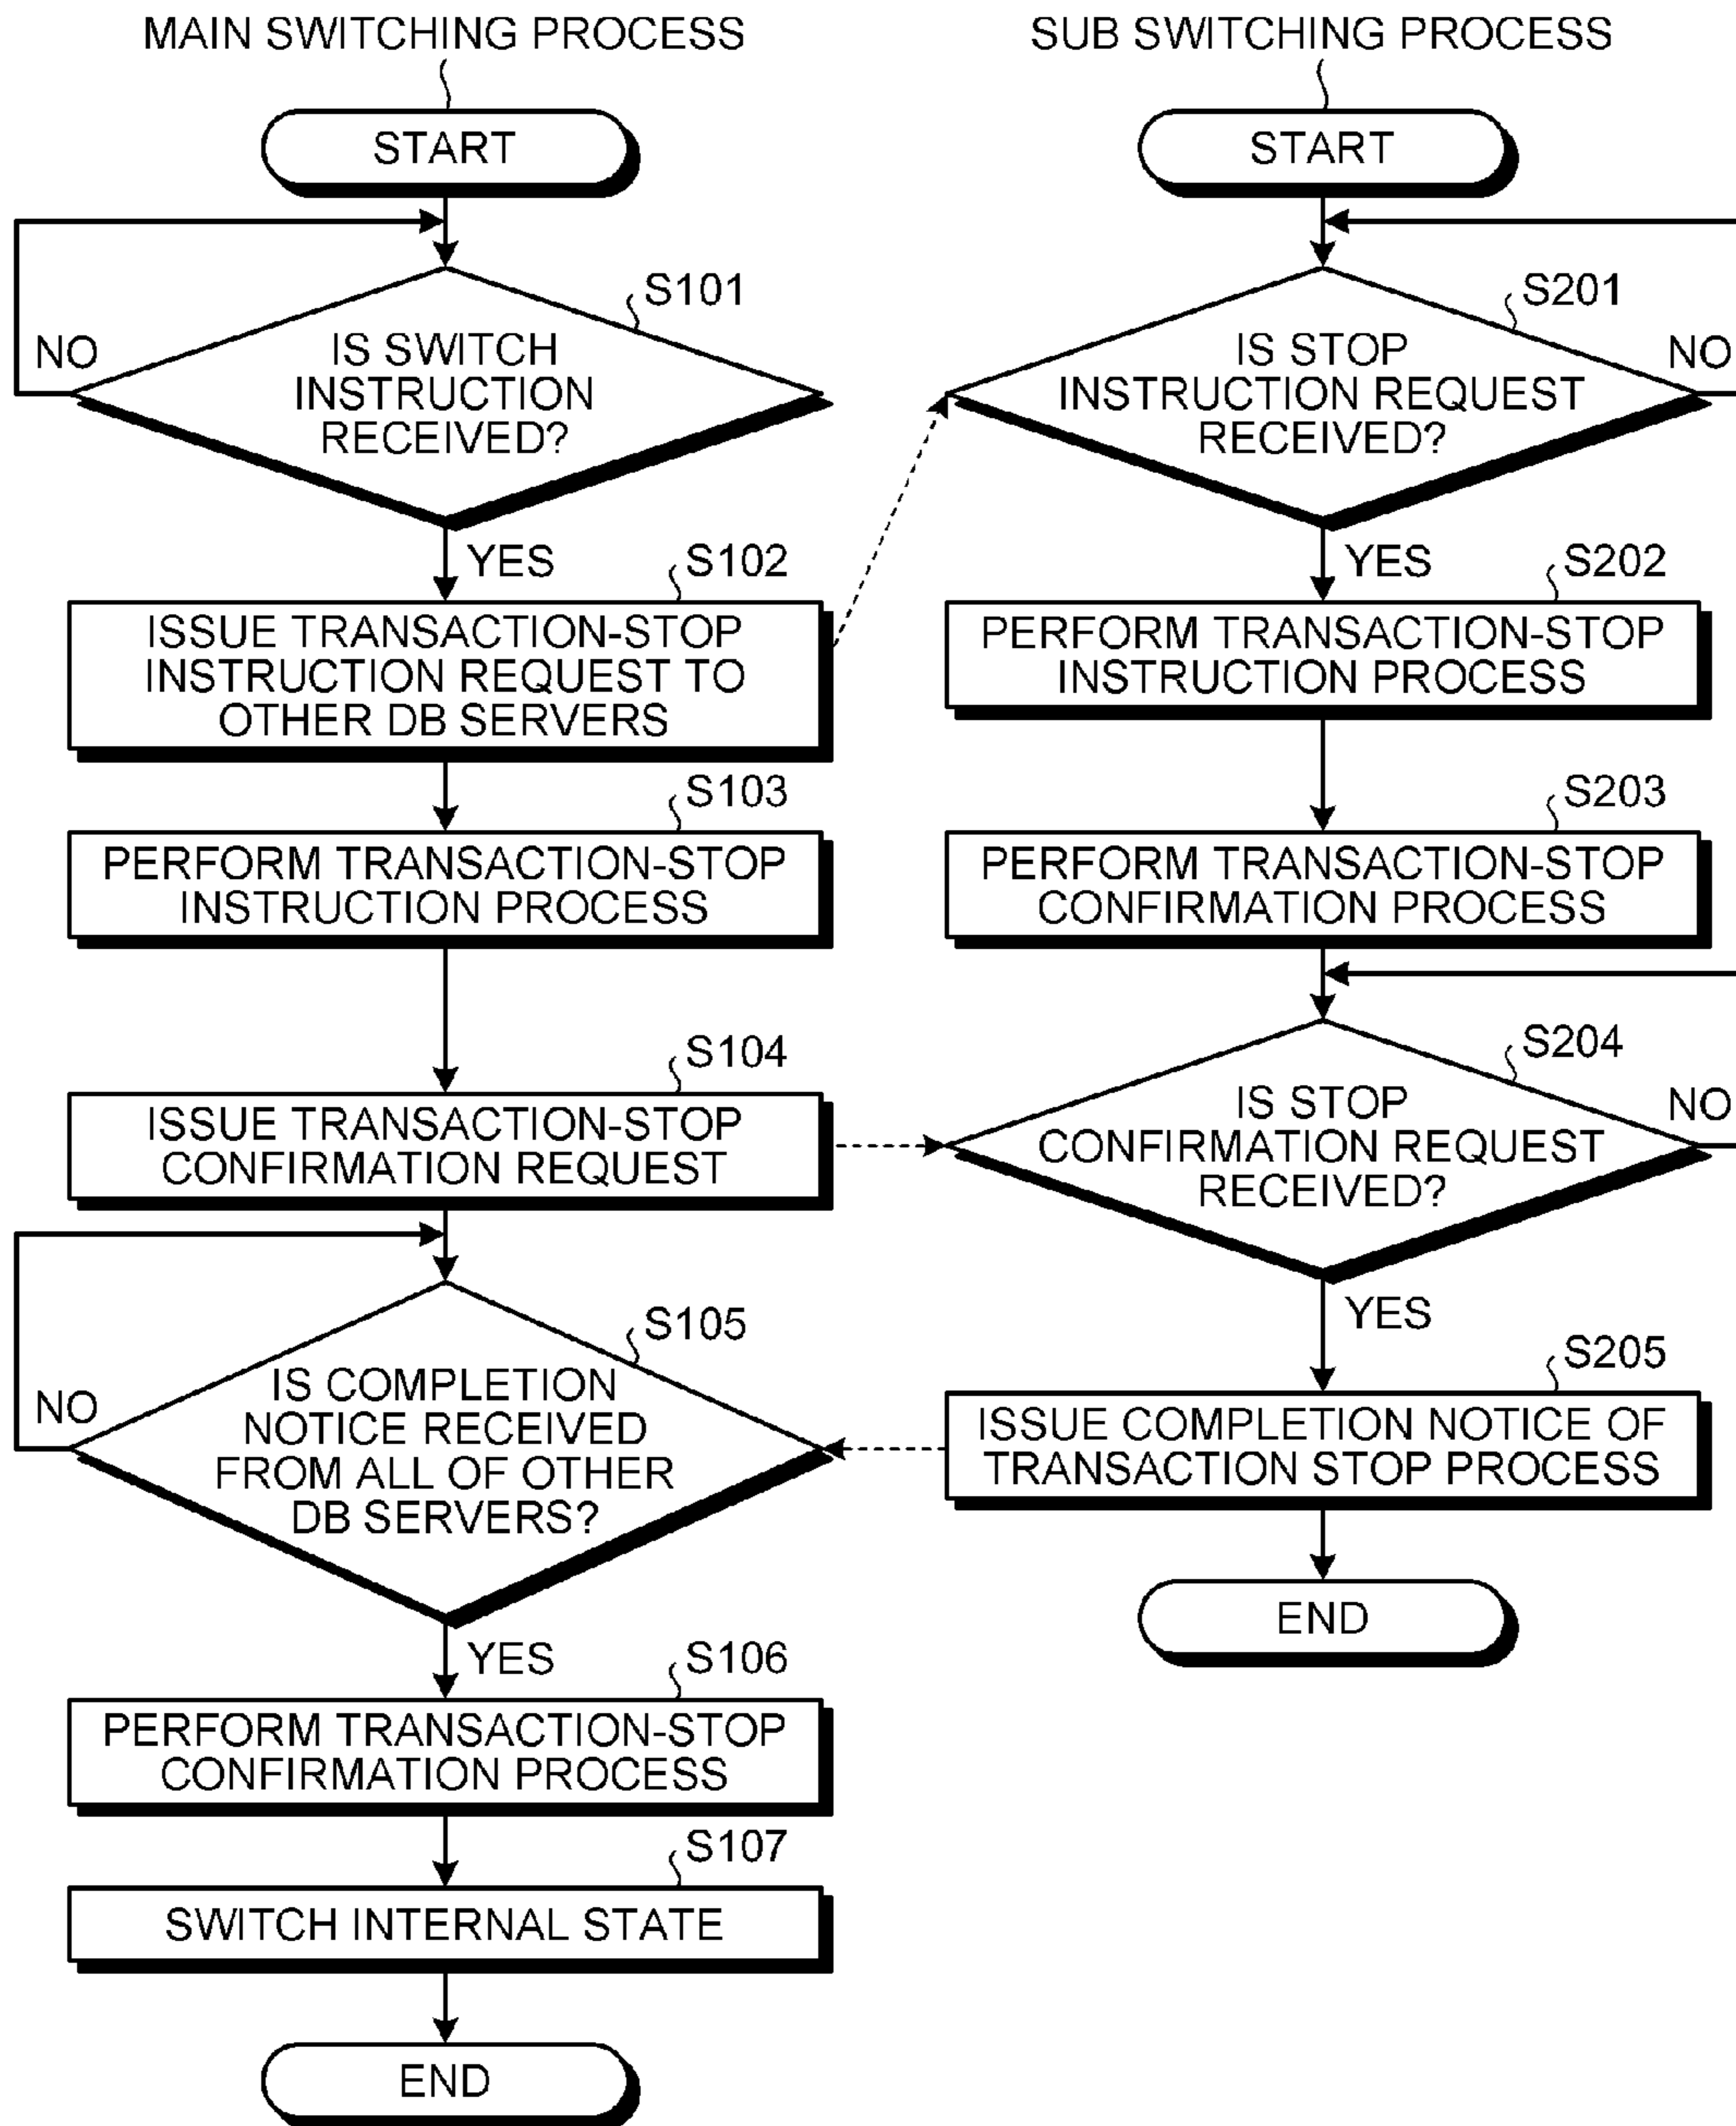 MAIN SWITCHING PROCESS
START
S101
NO
IS SWITCH
INSTRUCTION
RECEIVED?
YES
S102
ISSUE TRANSACTION-STOP
INSTRUCTION REQUEST TO
OTHER DB SERVERS
S103
PERFORM TRANSACTION-STOP
INSTRUCTION PROCESS
S104
ISSUE TRANSACTION-STOP
CONFIRMATION REQUEST
S105
NO
IS COMPLETION
NOTICE RECEIVED
FROM ALL OF OTHER
DB SERVERS?
YES
S106
PERFORM TRANSACTION-STOP
CONFIRMATION PROCESS
S107
SWITCH INTERNAL STATE
END
SUB SWITCHING PROCESS
START
S201
NO
IS STOP
INSTRUCTION REQUEST
RECEIVED?
YES
S202
PERFORM TRANSACTION-STOP
INSTRUCTION PROCESS
S203
PERFORM TRANSACTION-STOP
CONFIRMATION PROCESS
S204
NO
IS STOP
CONFIRMATION REQUEST
RECEIVED?
YES
S205
ISSUE COMPLETION NOTICE OF
TRANSACTION STOP PROCESS
END